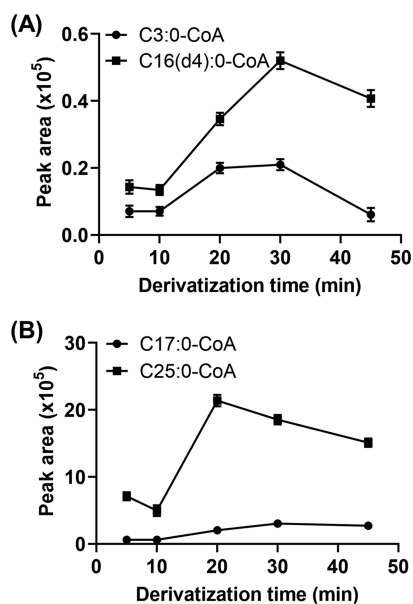 (A)
C3:0-CoA
C16(d4):0-CoA
Peak area (x10⁵)
0.6
0.4
0.2
0.0
0 10 20 30 40 50
Derivatization time (min)
(B)
C17:0-CoA
C25:0-CoA
Peak area (x10⁵)
30
20
10
0
0 10 20 30 40 50
Derivatization time (min)